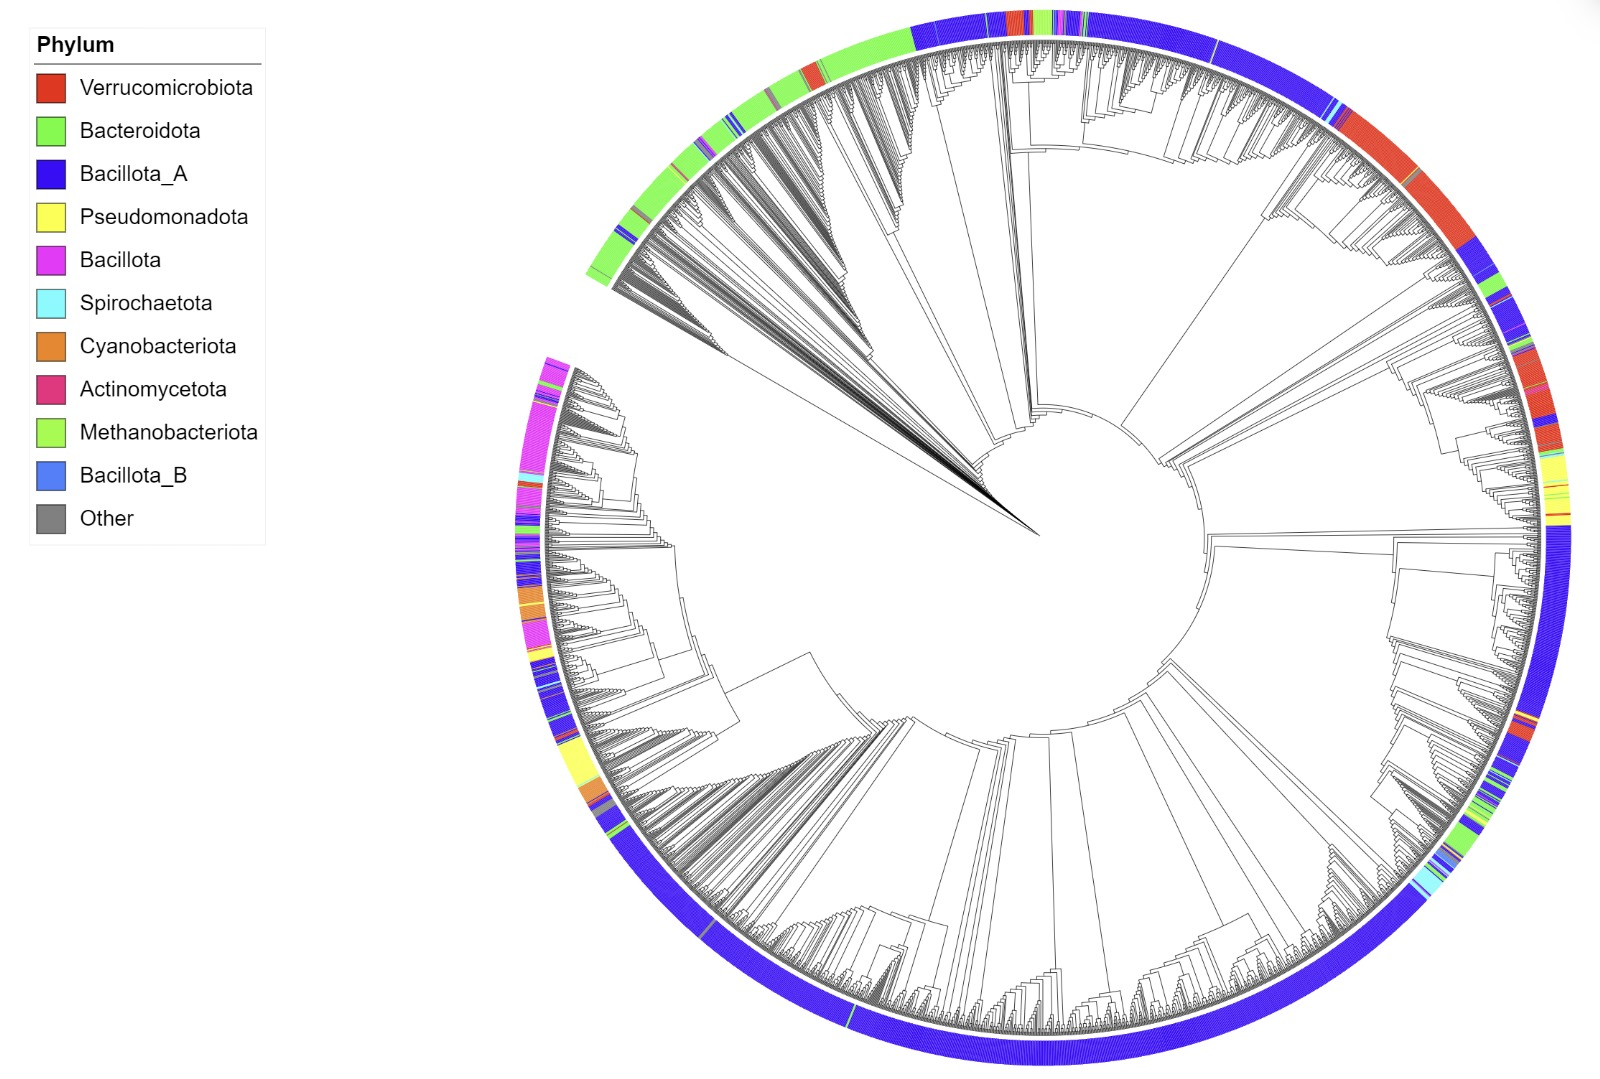 Phylum
Verrucomicrobiota
Bacteroidota
Bacillota_A
Pseudomonadota
Bacillota
Spirochaetota
Cyanobacteriota
Actinomycetota
Methanobacteriota
Bacillota_B
Other